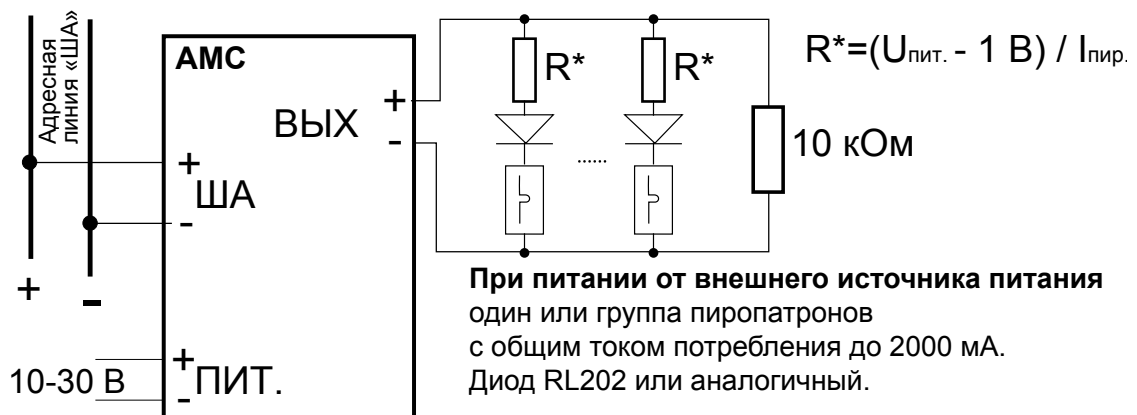 Адресная
линия «ША»
АМС
ВЫХ
+
-
+
ША
-
+
-
+
ПИТ.
-
10-30 В
R*
R*
......
10 кОм
R*=(Uпит. - 1 В) / Iпир.
При питании от внешнего источника питания
один или группа пиропатронов
с общим током потребления до 2000 мА.
Диод RL202 или аналогичный.